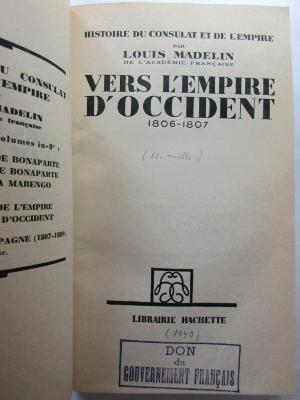 U CONSULAT
EMPIRE
ADELIN
française
olumes in-8° :
DE BONAPARTE
E BONAPARTE
A MARENGO
DE L'EMPIRE
D'OCCIDENT
PAGNE (1807-1809)
HISTOIRE DU CONSULAT ET DE L'EMPIRE
PAR
LOUIS MADELIN
DE L'ACADÉMIE FRANÇAISE
VERS L'EMPIRE
D'OCCIDENT
1806-1807
(10. mille)
LIBRAIRIE HACHETTE
(1940)
DON
du
GOUVERNEMENT FRANÇAIS